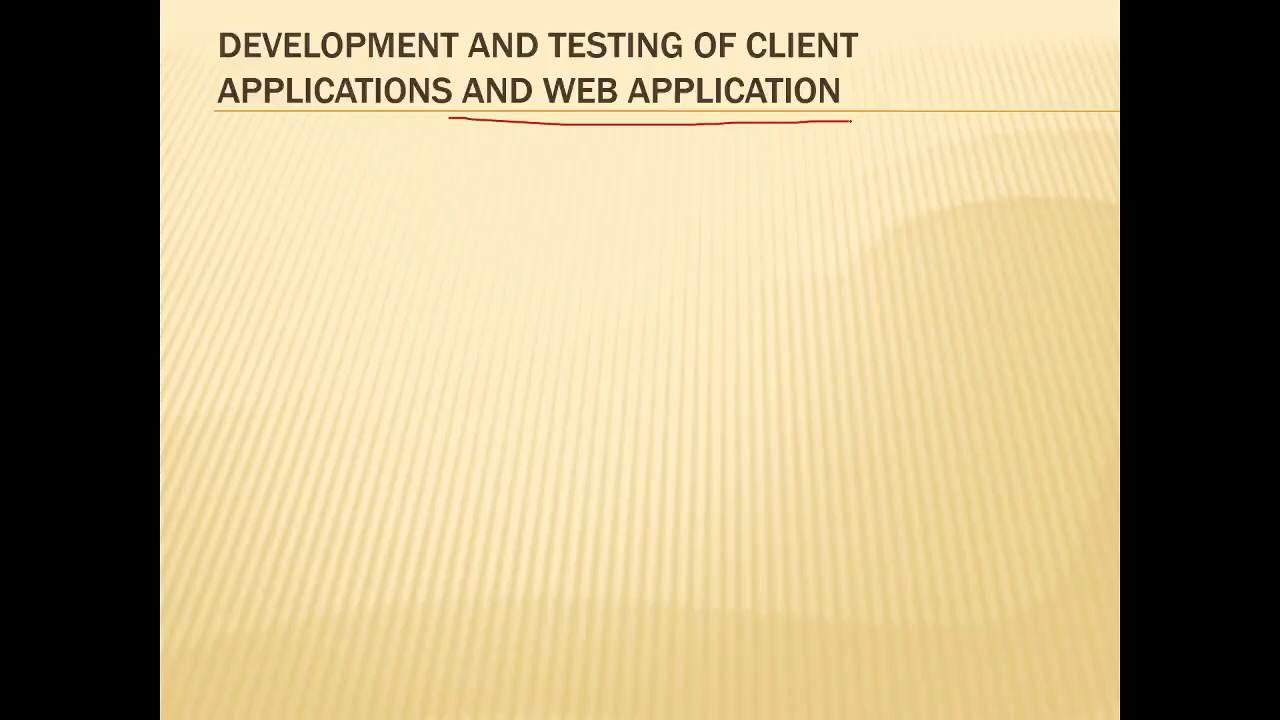 DEVELOPMENT AND TESTING OF CLIENT
APPLICATIONS AND WEB APPLICATION